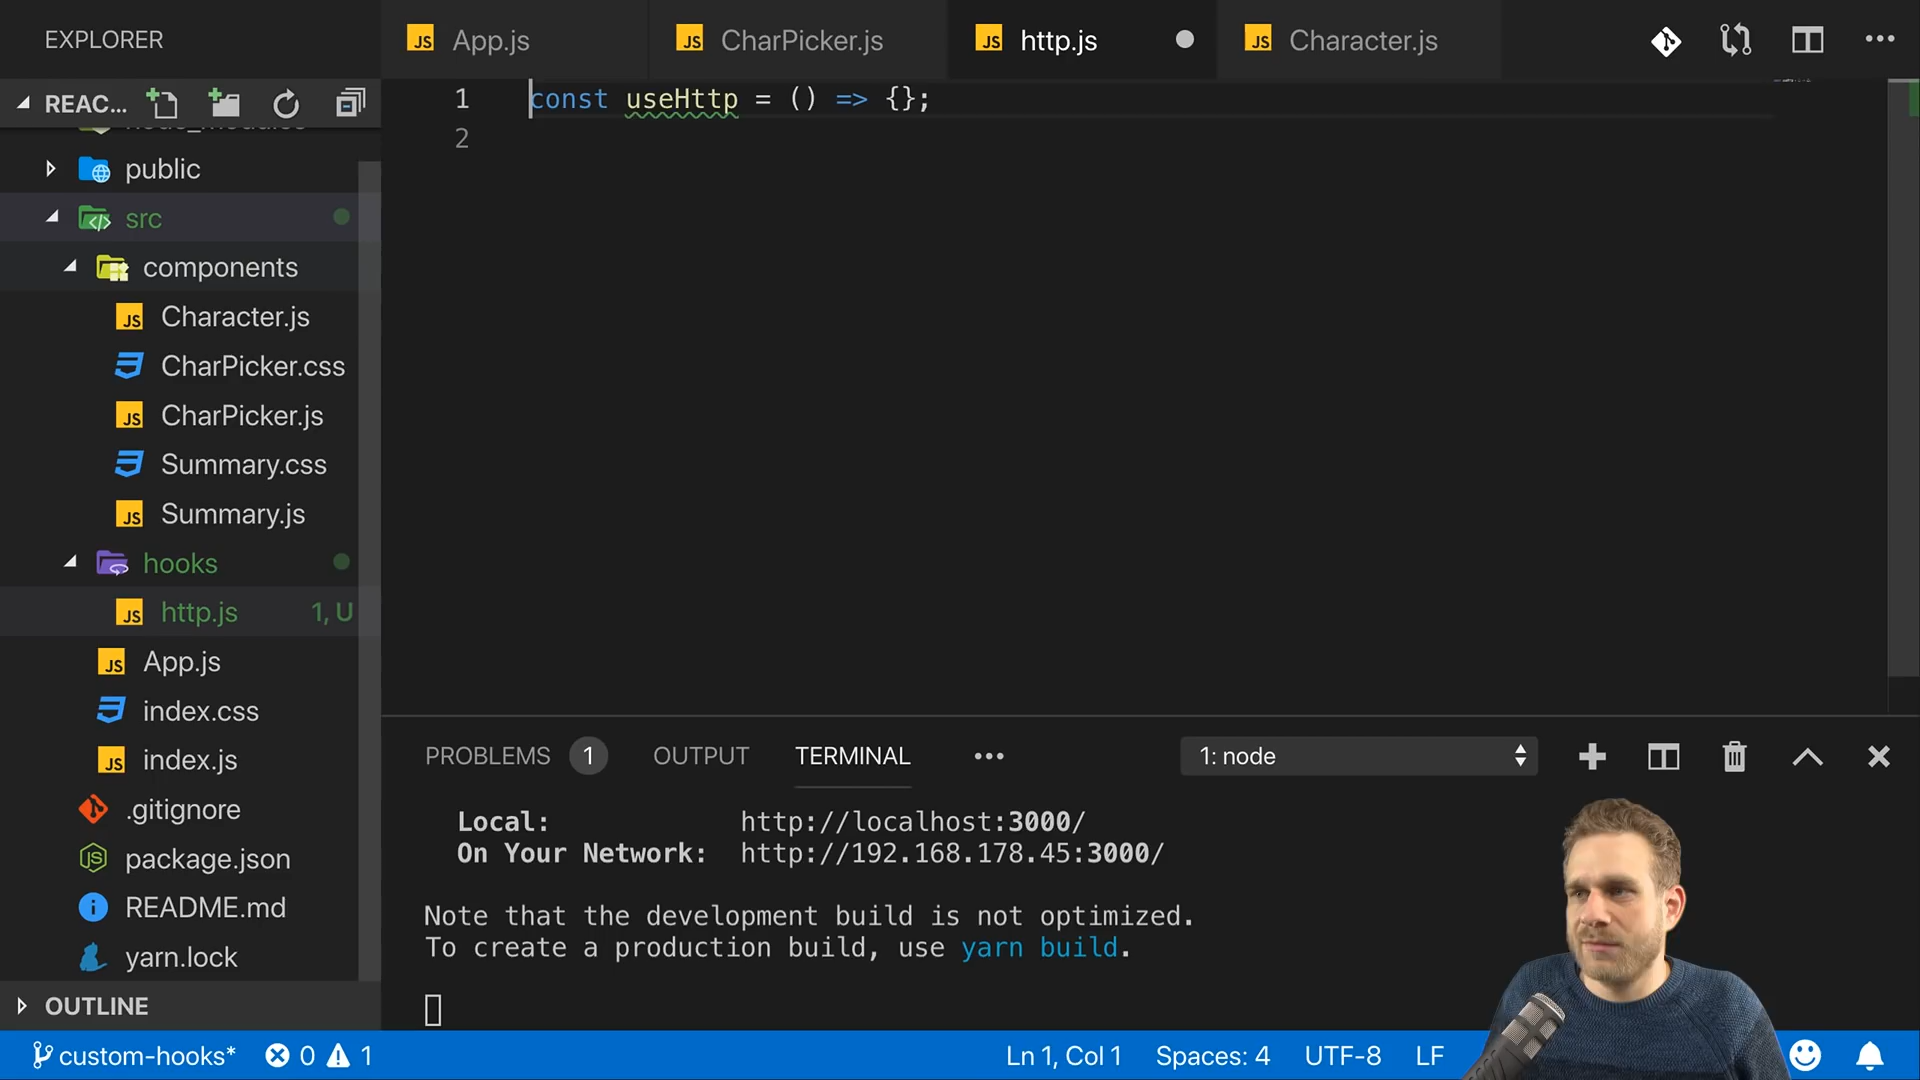 EXPLORER
App.js
CharPicker.js
http.js
Character.js
REAC...
node_modules
public
src
components
Character.js
CharPicker.css
CharPicker.js
Summary.css
Summary.js
hooks
http.js 1, U
App.js
index.css
index.js
.gitignore
package.json
README.md
yarn.lock
OUTLINE
1 const useHttp = () => {};
2
PROBLEMS 1 OUTPUT TERMINAL ••• 1: node
Local: http://localhost:3000/
On Your Network: http://192.168.178.45:3000/
Note that the development build is not optimized.
To create a production build, use yarn build.
custom-hooks* 0 1 Ln 1, Col 1 Spaces: 4 UTF-8 LF